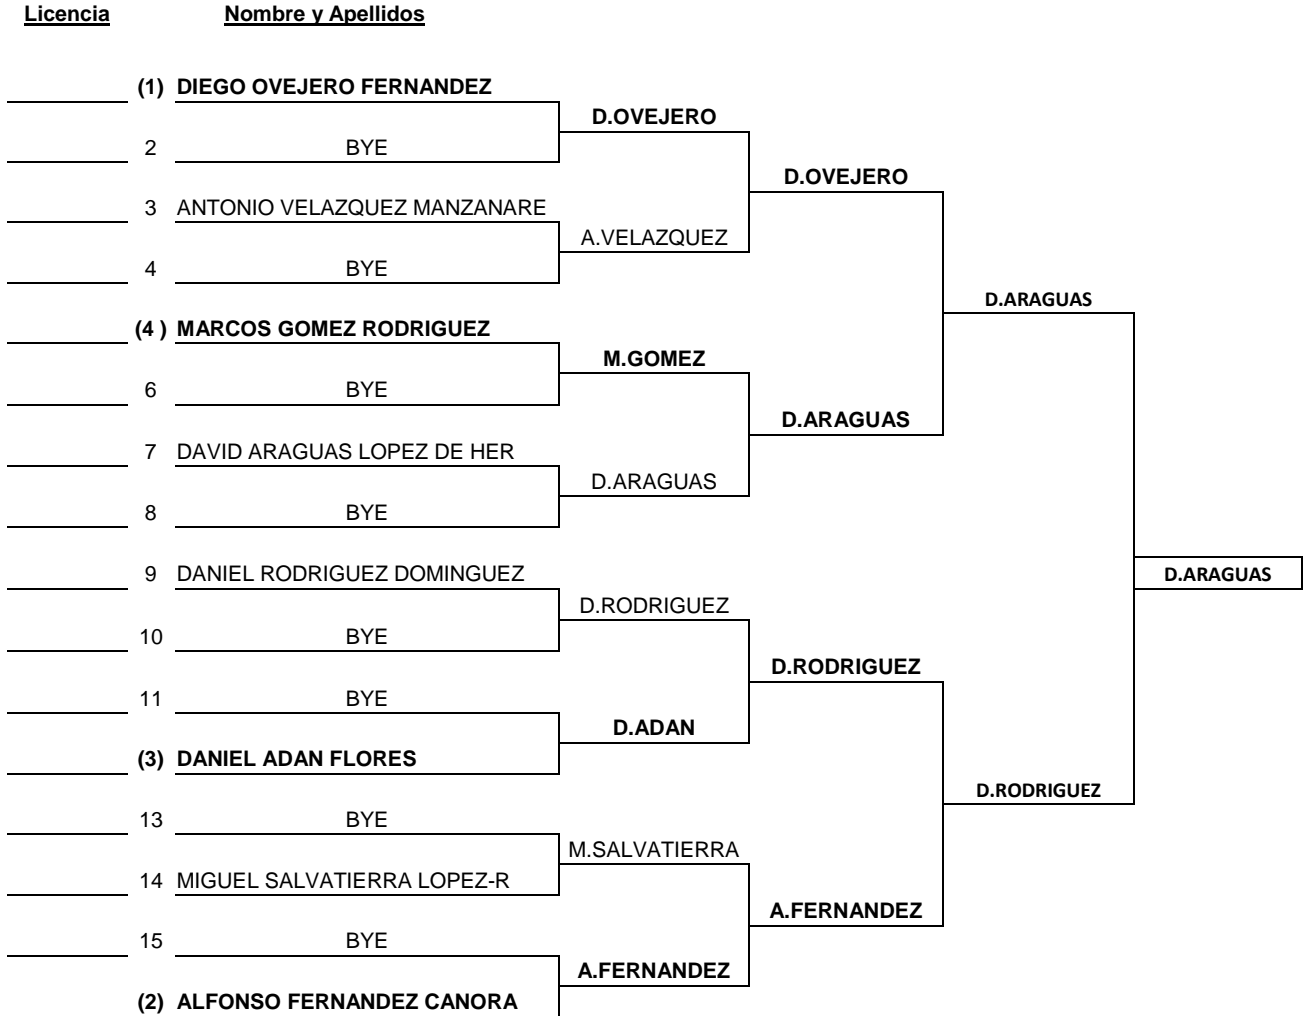 Licencia Nombre y Apellidos
(1) DIEGO OVEJERO FERNANDEZ
D.OVEJERO
2 BYE
D.OVEJERO
3 ANTONIO VELAZQUEZ MANZANARE
A.VELAZQUEZ
4 BYE
D.ARAGUAS
(4 ) MARCOS GOMEZ RODRIGUEZ
M.GOMEZ
6 BYE
D.ARAGUAS
7 DAVID ARAGUAS LOPEZ DE HER
D.ARAGUAS
8 BYE
9 DANIEL RODRIGUEZ DOMINGUEZ
D.ARAGUAS
D.RODRIGUEZ
10 BYE
D.RODRIGUEZ
11 BYE
D.ADAN
(3) DANIEL ADAN FLORES
D.RODRIGUEZ
13 BYE
M.SALVATIERRA
14 MIGUEL SALVATIERRA LOPEZ-R
A.FERNANDEZ
15 BYE
A.FERNANDEZ
(2) ALFONSO FERNANDEZ CANORA